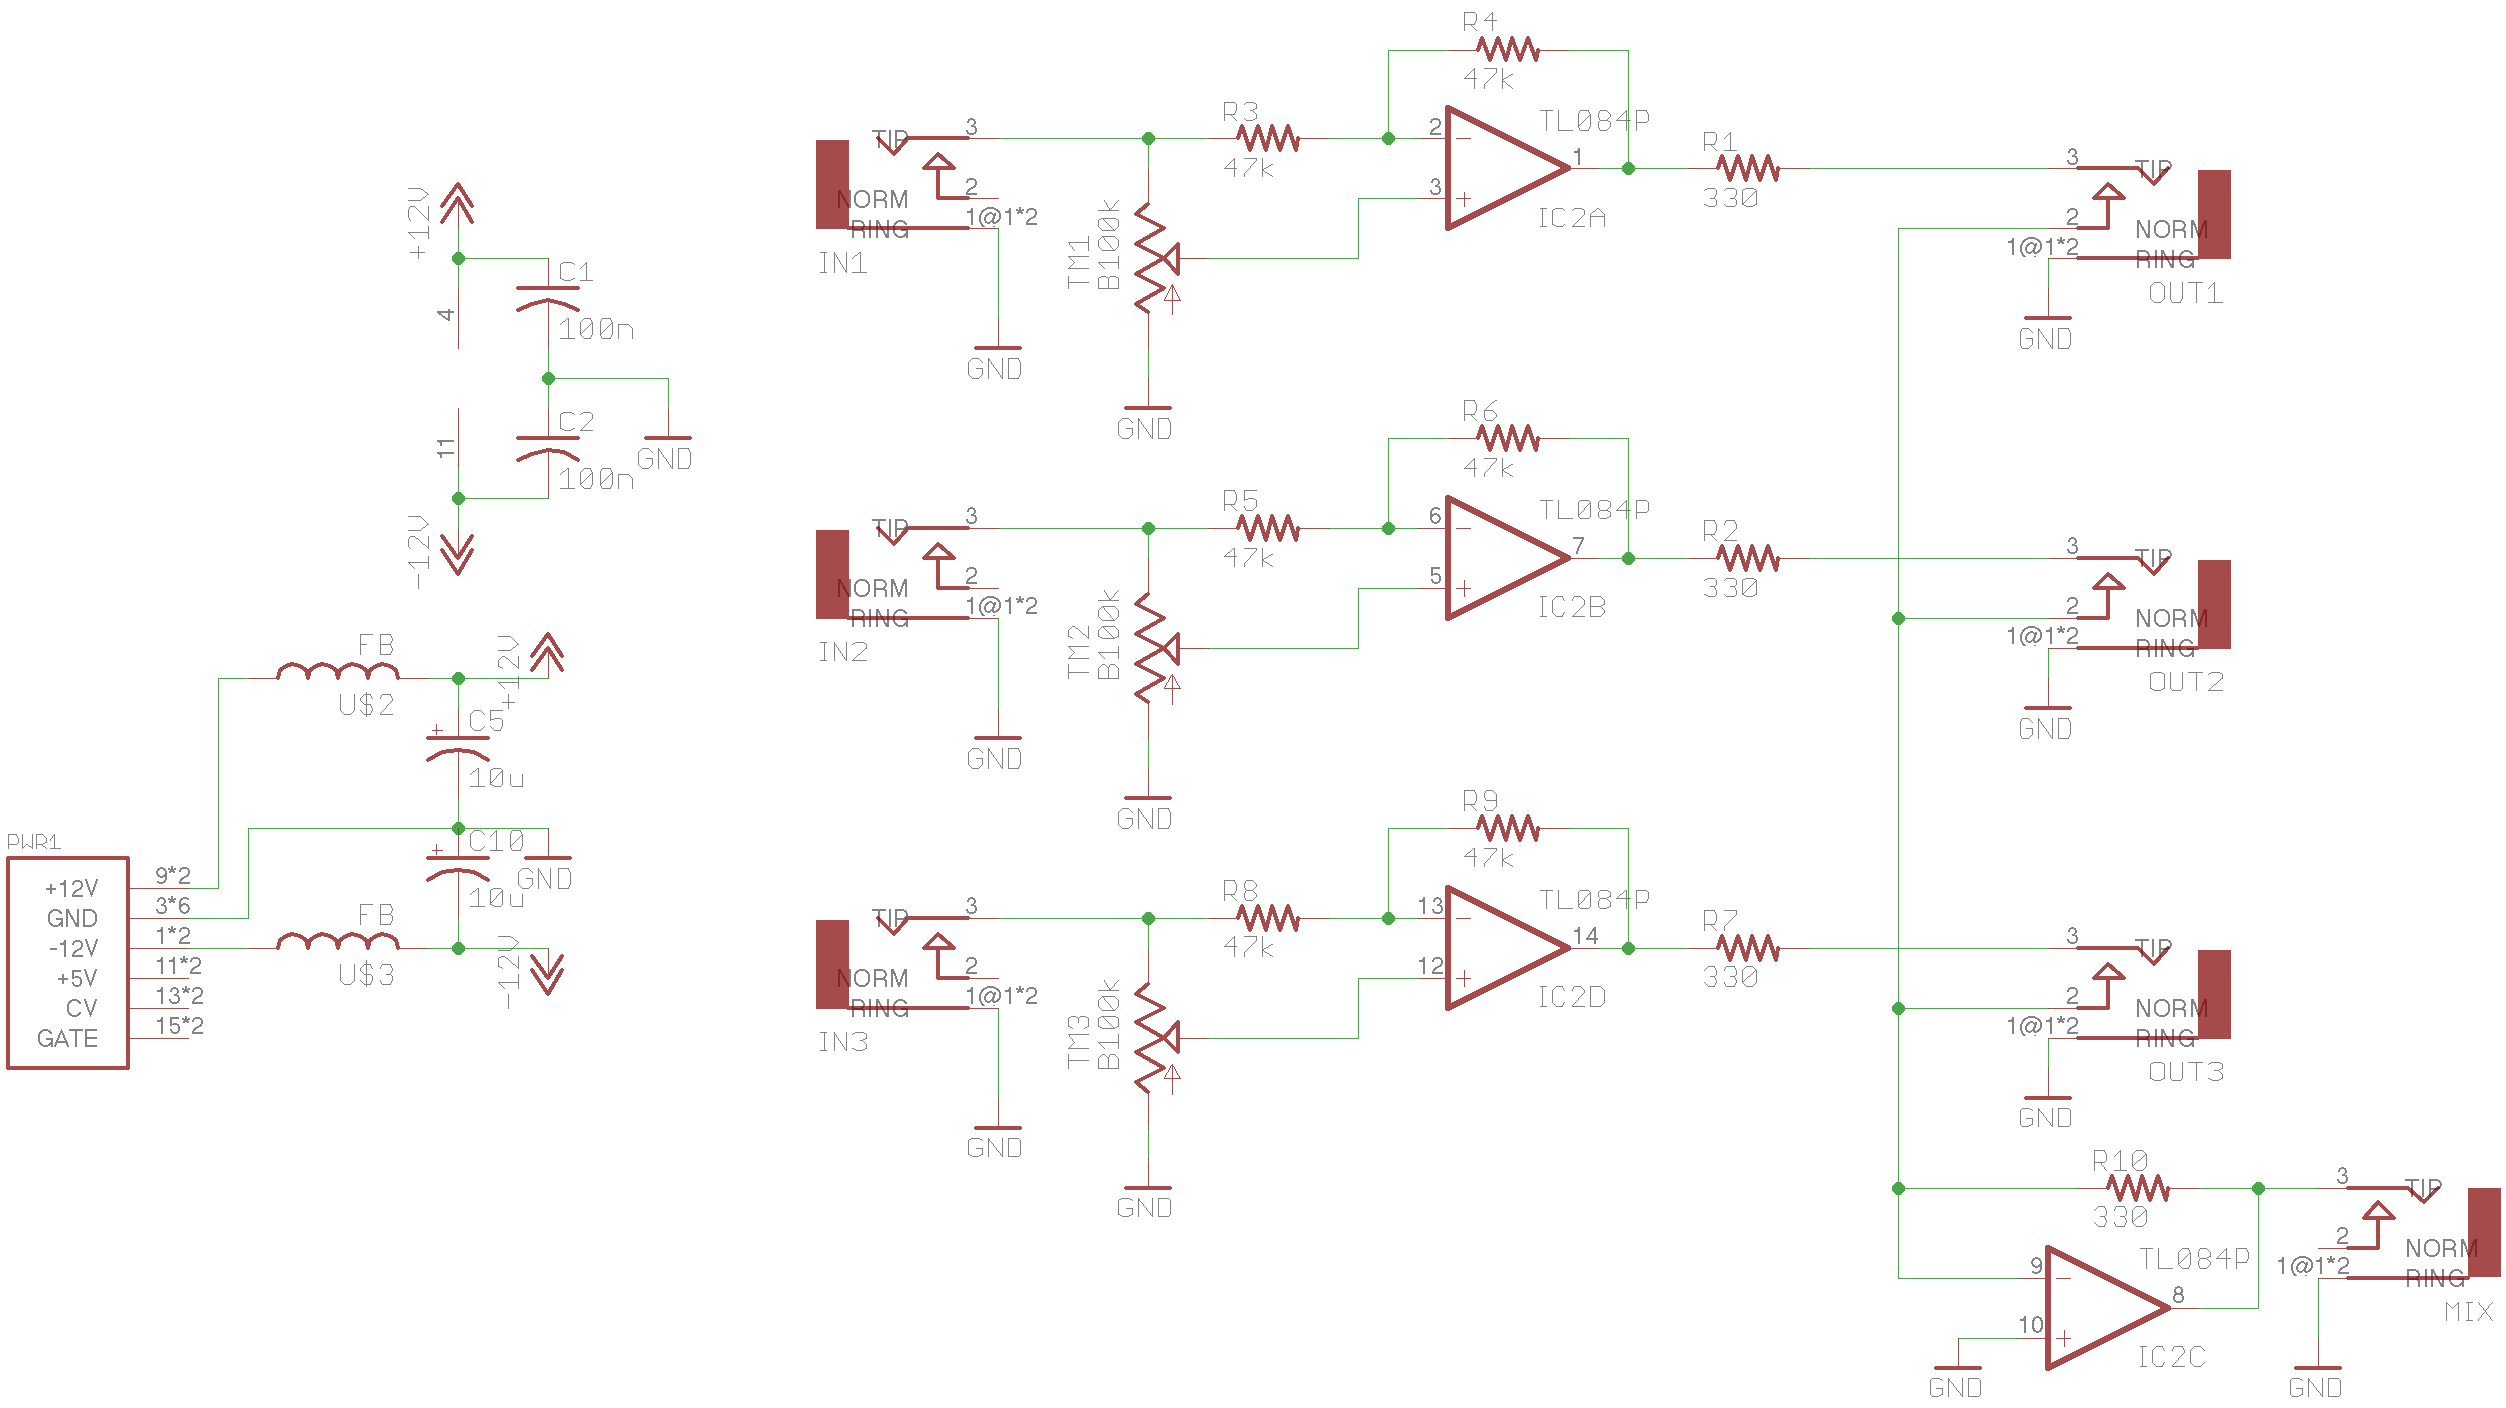 +12V
4
C1
100n
C2
100n
11
GND
-12V
FB
U$2
+12V
C5
10u
C10
10u
GND
FB
U$3
-12V
PWR1
+12V 9*2
GND 3*6
-12V 1*2
+5V 11*2
CV 13*2
GATE 15*2
R4
47k
R3
47k
TIP 3
NORM 2
RING 1@1*2
IN1
GND
TM1
B100k
GND
TL084P
2
3
1
IC2A
R1
330
3 TIP
2 NORM
1@1*2 RING
OUT1
GND
R6
47k
R5
47k
TIP 3
NORM 2
RING 1@1*2
IN2
GND
TM2
B100k
GND
TL084P
6
5
7
IC2B
R2
330
3 TIP
2 NORM
1@1*2 RING
OUT2
GND
R9
47k
R8
47k
TIP 3
NORM 2
RING 1@1*2
IN3
GND
TM3
B100k
GND
TL084P
13
12
14
IC2D
R7
330
3 TIP
2 NORM
1@1*2 RING
OUT3
GND
R10
330
TL084P
9
10
8
IC2C
GND
3 TIP
2 NORM
1@1*2 RING
MIX
GND